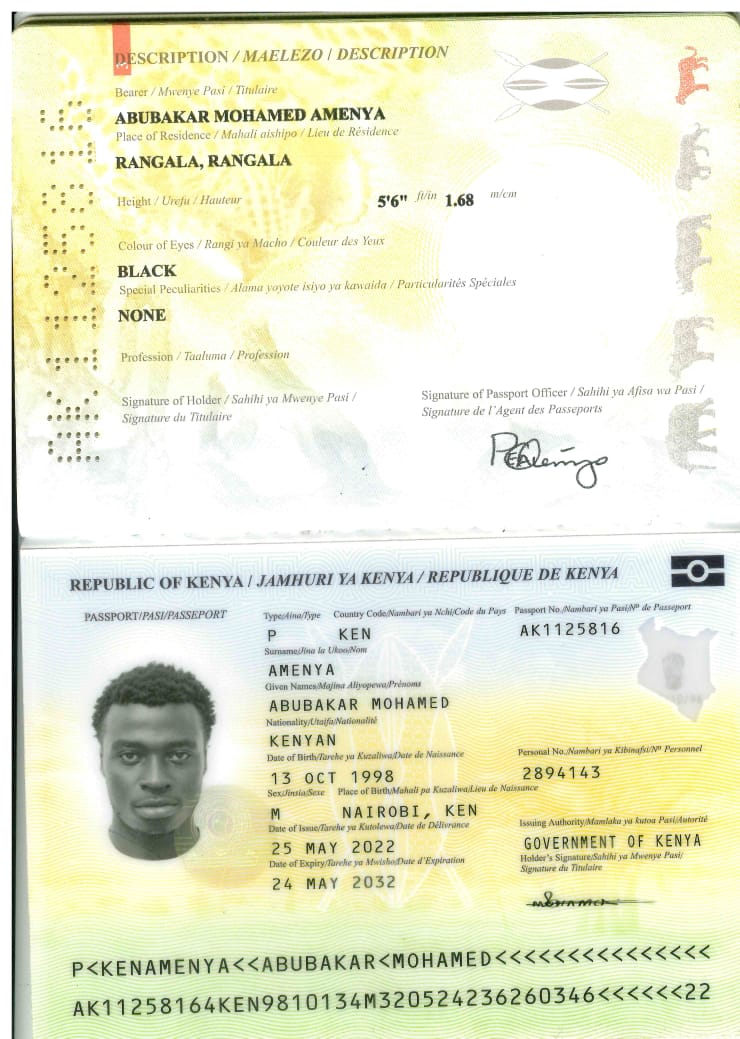 DESCRIPTION / MAELEZO / DESCRIPTION
Bearer / Mwenye Pasi / Titulaire
ABUBAKAR MOHAMED AMENYA
Place of Residence / Mahali aishipo / Lieu de Résidence
RANGALA, RANGALA
Height / Urefu / Hauteur
5'6" ft/in 1.68 m/cm
Colour of Eyes / Rangi ya Macho / Couleur des Yeux
BLACK
Special Peculiarities / Alama yoyote isiyo ya kawaida / Particularités Spéciales
NONE
Profession / Taaluma / Profession
Signature of Holder / Sahihi ya Mwenye Pasi /
Signature du Titulaire
Signature of Passport Officer / Sahihi ya Afisa wa Pasi /
Signature de l'Agent des Passeports
AK1125816
REPUBLIC OF KENYA / JAMHURI YA KENYA / REPUBLIQUE DE KENYA
PASSPORT/PASI/PASSEPORT
Type/Aina/Type Country Code/Nambari ya Nchi/Code du Pays Passport No./Nambari ya Pasi/Nº de Passeport
P KEN AK1125816
Surname/Jina la Ukoo/Nom
AMENYA
Given Names/Majina Aliyopewa/Prénoms
ABUBAKAR MOHAMED
Nationality/Utaifa/Nationalité
KENYAN
Date of Birth/Tarehe ya Kuzaliwa/Date de Naissance Personal No./Nambari ya Kibinafsi/Nº Personnel
13 OCT 1998 2894143
Sex/Jinsia/Sexe Place of Birth/Mahali pa Kuzaliwa/Lieu de Naissance
M NAIROBI, KEN
Date of Issue/Tarehe ya Kutolewa/Date de Délivrance Issuing Authority/Mamlaka ya kutoa Pasi/Autorité
25 MAY 2022 GOVERNMENT OF KENYA
Date of Expiry/Tarehe ya Mwisho/Date d'Expiration Holder's Signature/Sahihi ya Mwenye Pasi/
Signature du Titulaire
24 MAY 2032
P<KENAMENYA<<ABUBAKAR<MOHAMED<<<<<<<<<<<<<<<
AK11258164KEN9810134M320524236260346<<<<<<22